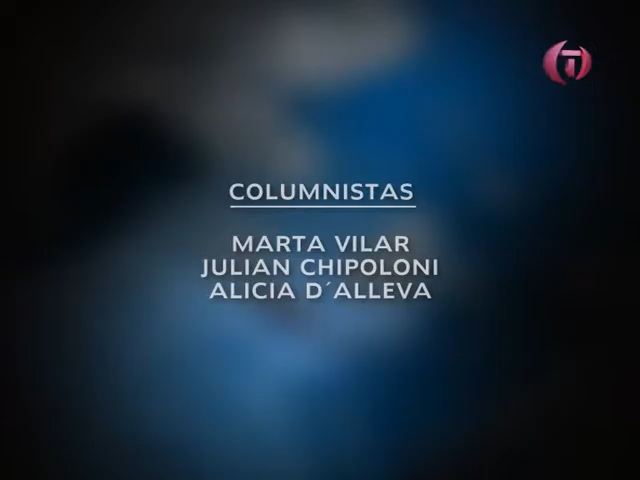 COLUMNISTAS
MARTA VILAR
JULIAN CHIPOLONI
ALICIA D´ALLEVA